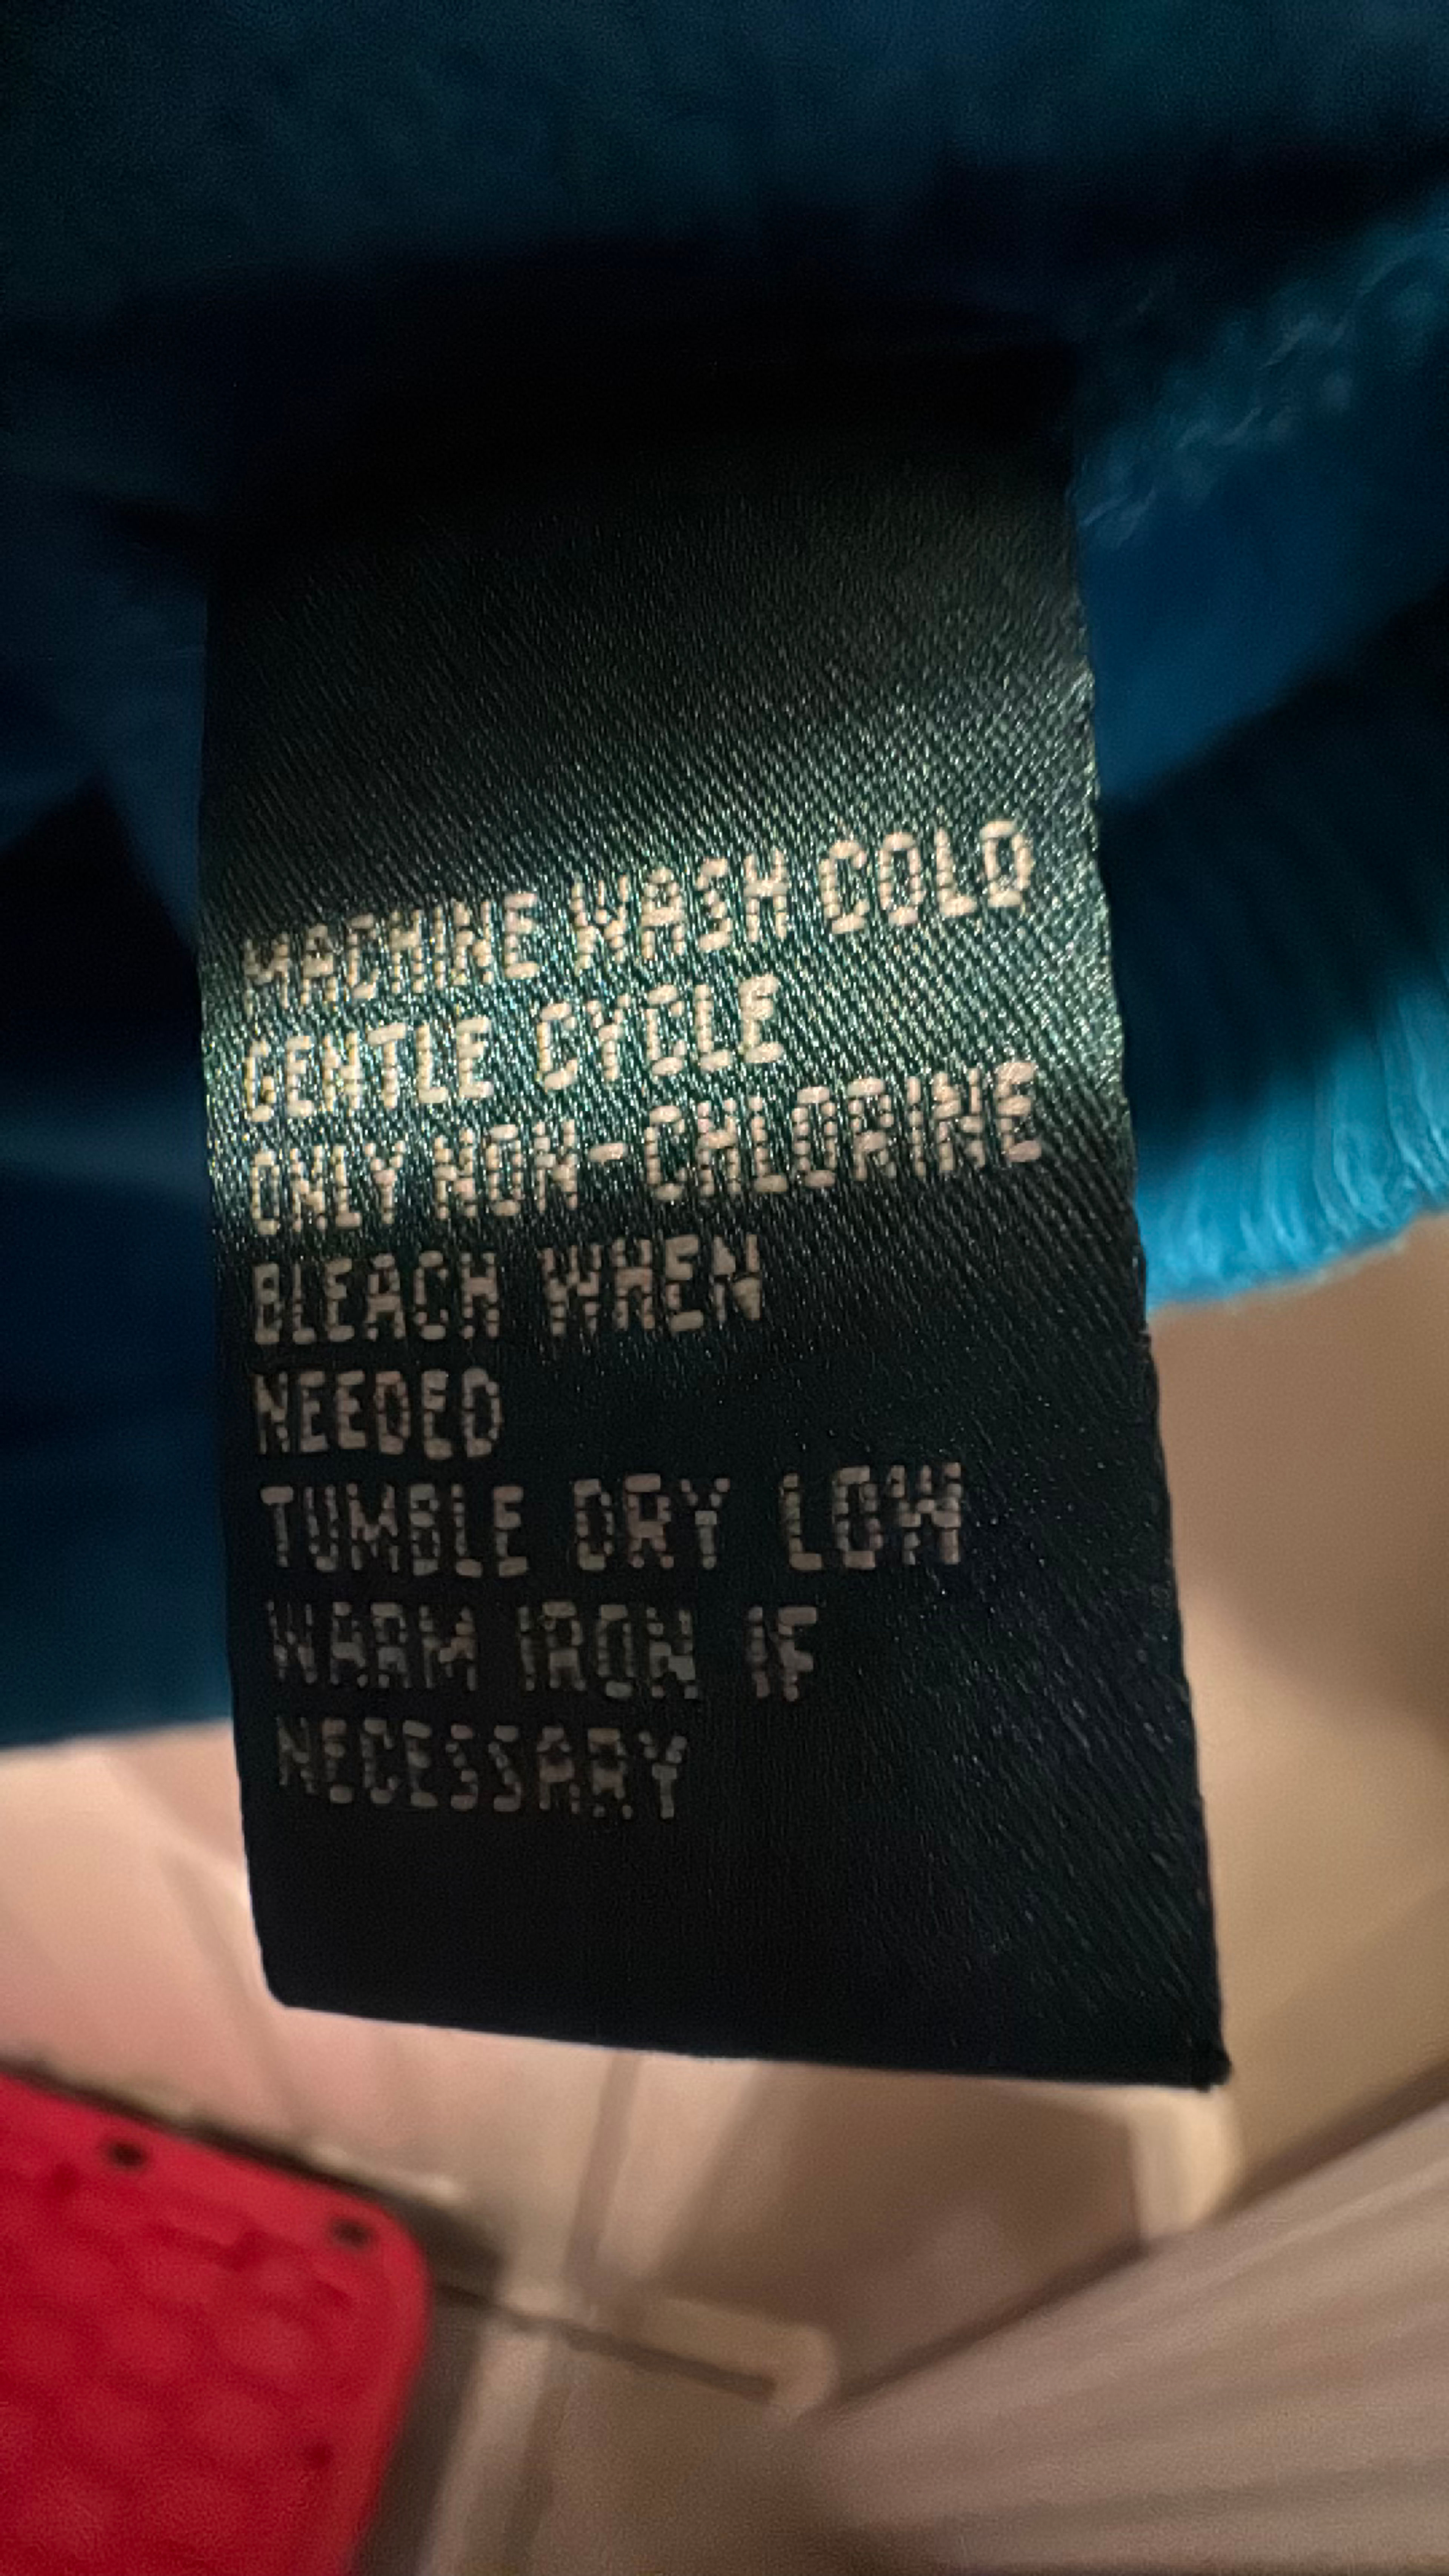 MACHINE WASH COLD
GENTLE CYCLE
ONLY NON-CHLORINE
BLEACH WHEN
NEEDED
TUMBLE DRY LOW
WARM IRON IF
NECESSARY